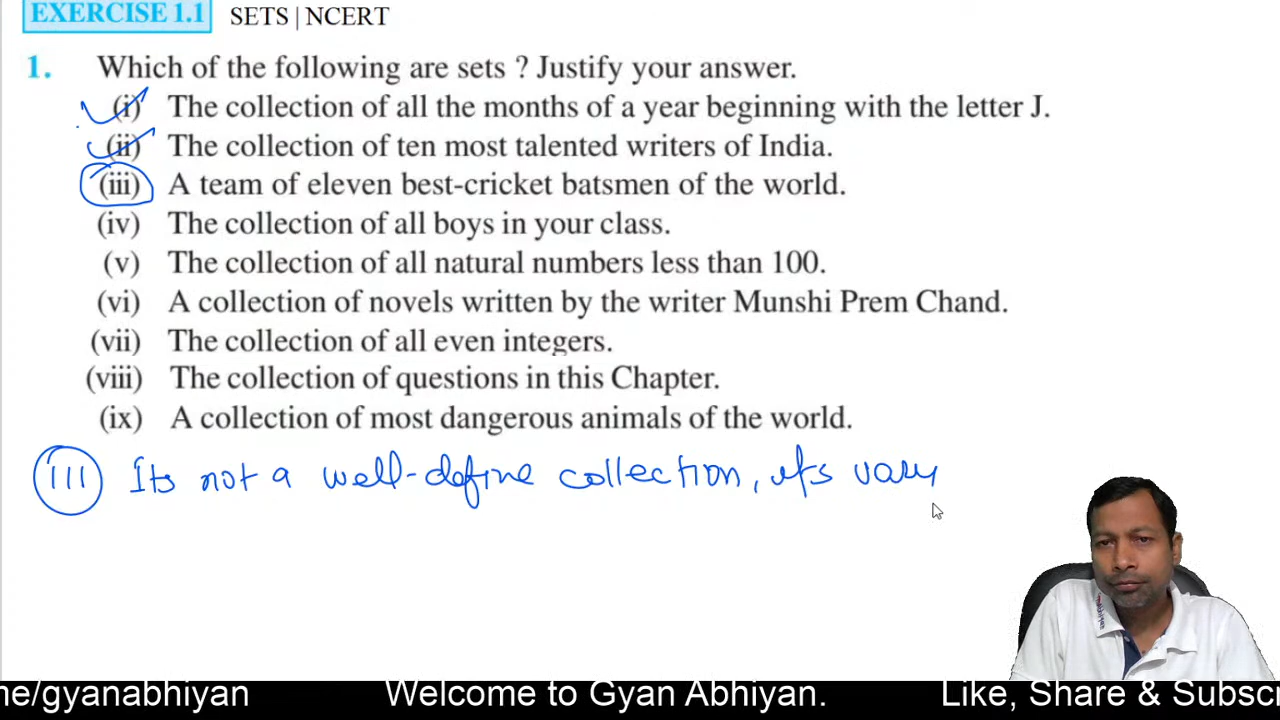 EXERCISE 1.1 SETS | NCERT
1. Which of the following are sets ? Justify your answer.
(i) The collection of all the months of a year beginning with the letter J.
(ii) The collection of ten most talented writers of India.
(iii) A team of eleven best-cricket batsmen of the world.
(iv) The collection of all boys in your class.
(v) The collection of all natural numbers less than 100.
(vi) A collection of novels written by the writer Munshi Prem Chand.
(vii) The collection of all even integers.
(viii) The collection of questions in this Chapter.
(ix) A collection of most dangerous animals of the world.
III Its not a well-define collection, its vary
ne/gyanabhiyan Welcome to Gyan Abhiyan. Like, Share & Subsc